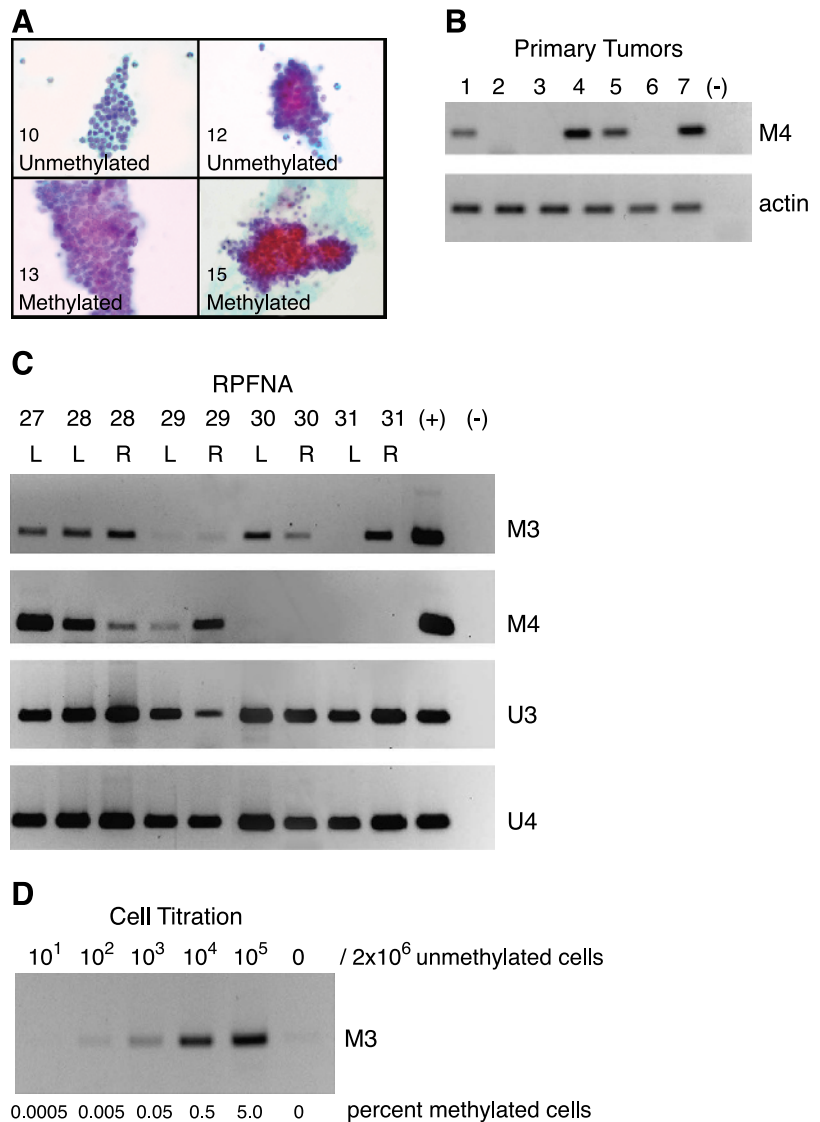 A
10
Unmethylated
12
Unmethylated
13
Methylated
15
Methylated
B
Primary Tumors
1 2 3 4 5 6 7 (-)
M4
actin
C
RPFNA
27 28 28 29 29 30 30 31 31 (+) (-)
L L R L R L R L R
M3
M4
U3
U4
D
Cell Titration
10¹ 10² 10³ 10⁴ 10⁵ 0 / 2x10⁶ unmethylated cells
M3
0.0005 0.005 0.05 0.5 5.0 0 percent methylated cells